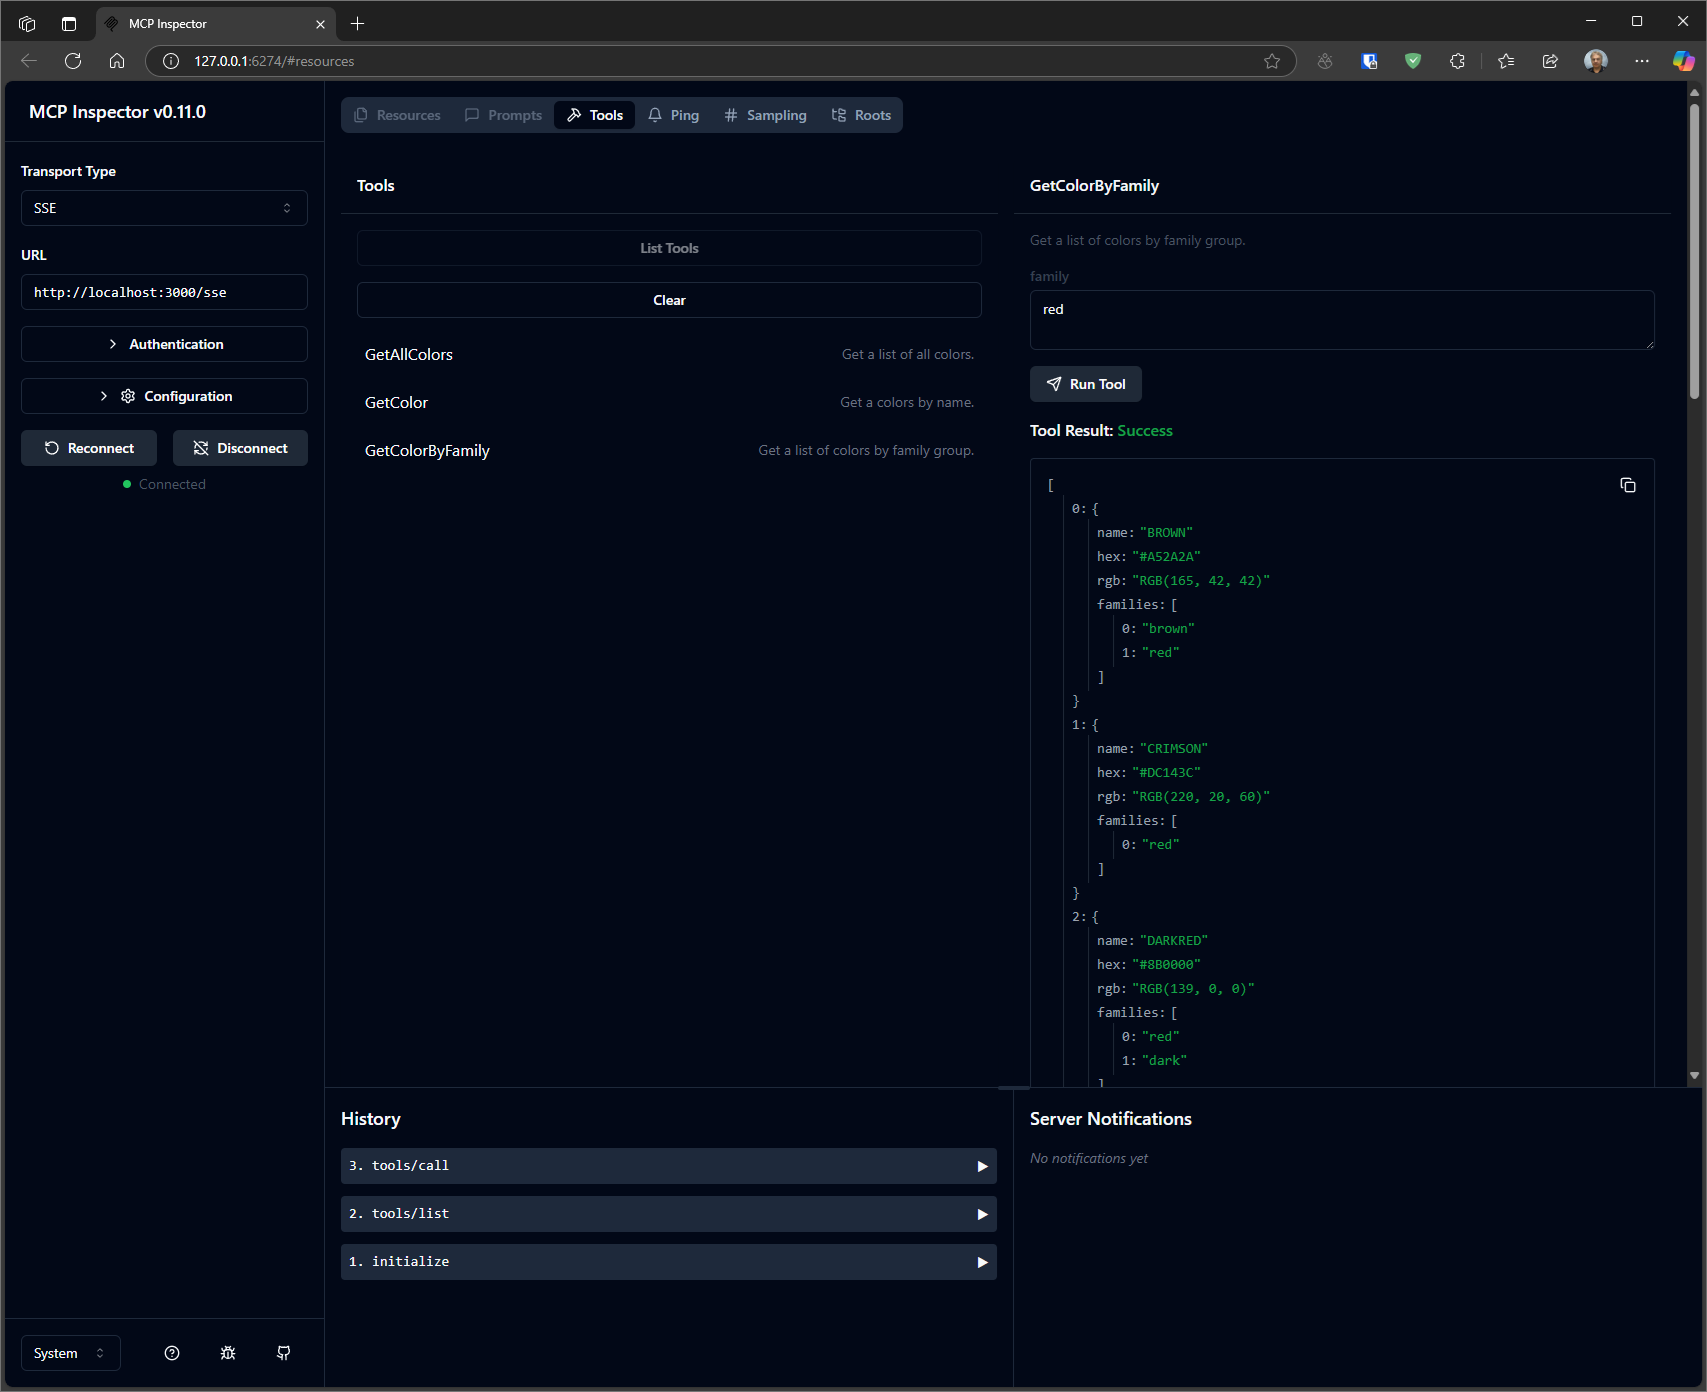 MCP Inspector
127.0.0.1:6274/#resources
MCP Inspector v0.11.0
Transport Type
SSE
URL
http://localhost:3000/sse
Authentication
Configuration
Reconnect
Disconnect
Connected
System
Resources
Prompts
Tools
Ping
Sampling
Roots
Tools
List Tools
Clear
GetAllColors
Get a list of all colors.
GetColor
Get a colors by name.
GetColorByFamily
Get a list of colors by family group.
GetColorByFamily
Get a list of colors by family group.
family
red
Run Tool
Tool Result: Success
[
0: {
name: "BROWN"
hex: "#A52A2A"
rgb: "RGB(165, 42, 42)"
families: [
0: "brown"
1: "red"
]
}
1: {
name: "CRIMSON"
hex: "#DC143C"
rgb: "RGB(220, 20, 60)"
families: [
0: "red"
]
}
2: {
name: "DARKRED"
hex: "#8B0000"
rgb: "RGB(139, 0, 0)"
families: [
0: "red"
1: "dark"
]
History
3. tools/call
2. tools/list
1. initialize
Server Notifications
No notifications yet